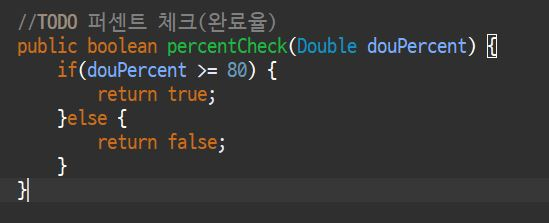 //TODO 퍼센트 체크(완료율)
public boolean percentCheck(Double douPercent) {
    if(douPercent >= 80) {
        return true;
    }else {
        return false;
    }
}